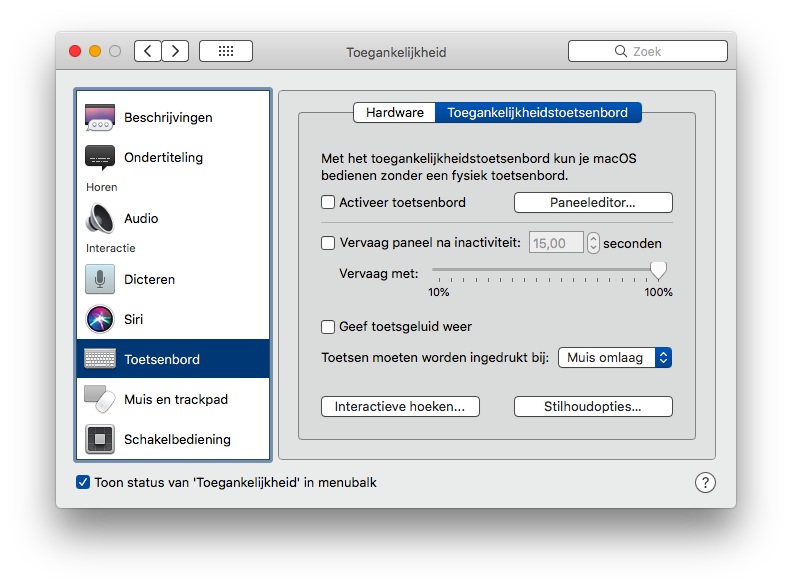 Toegankelijkheid
Zoek
Beschrijvingen
Ondertiteling
Horen
Audio
Interactie
Dicteren
Siri
Toetsenbord
Muis en trackpad
Schakelbediening
Hardware
Toegankelijkheidstoetsenbord
Met het toegankelijkheidstoetsenbord kun je macOS
bedienen zonder een fysiek toetsenbord.
Activeer toetsenbord
Paneeleditor...
Vervaag paneel na inactiviteit: 15,00 seconden
Vervaag met:
10% 100%
Geef toetsgeluid weer
Toetsen moeten worden ingedrukt bij: Muis omlaag
Interactieve hoeken... Stilhoudopties...
Toon status van 'Toegankelijkheid' in menubalk
?